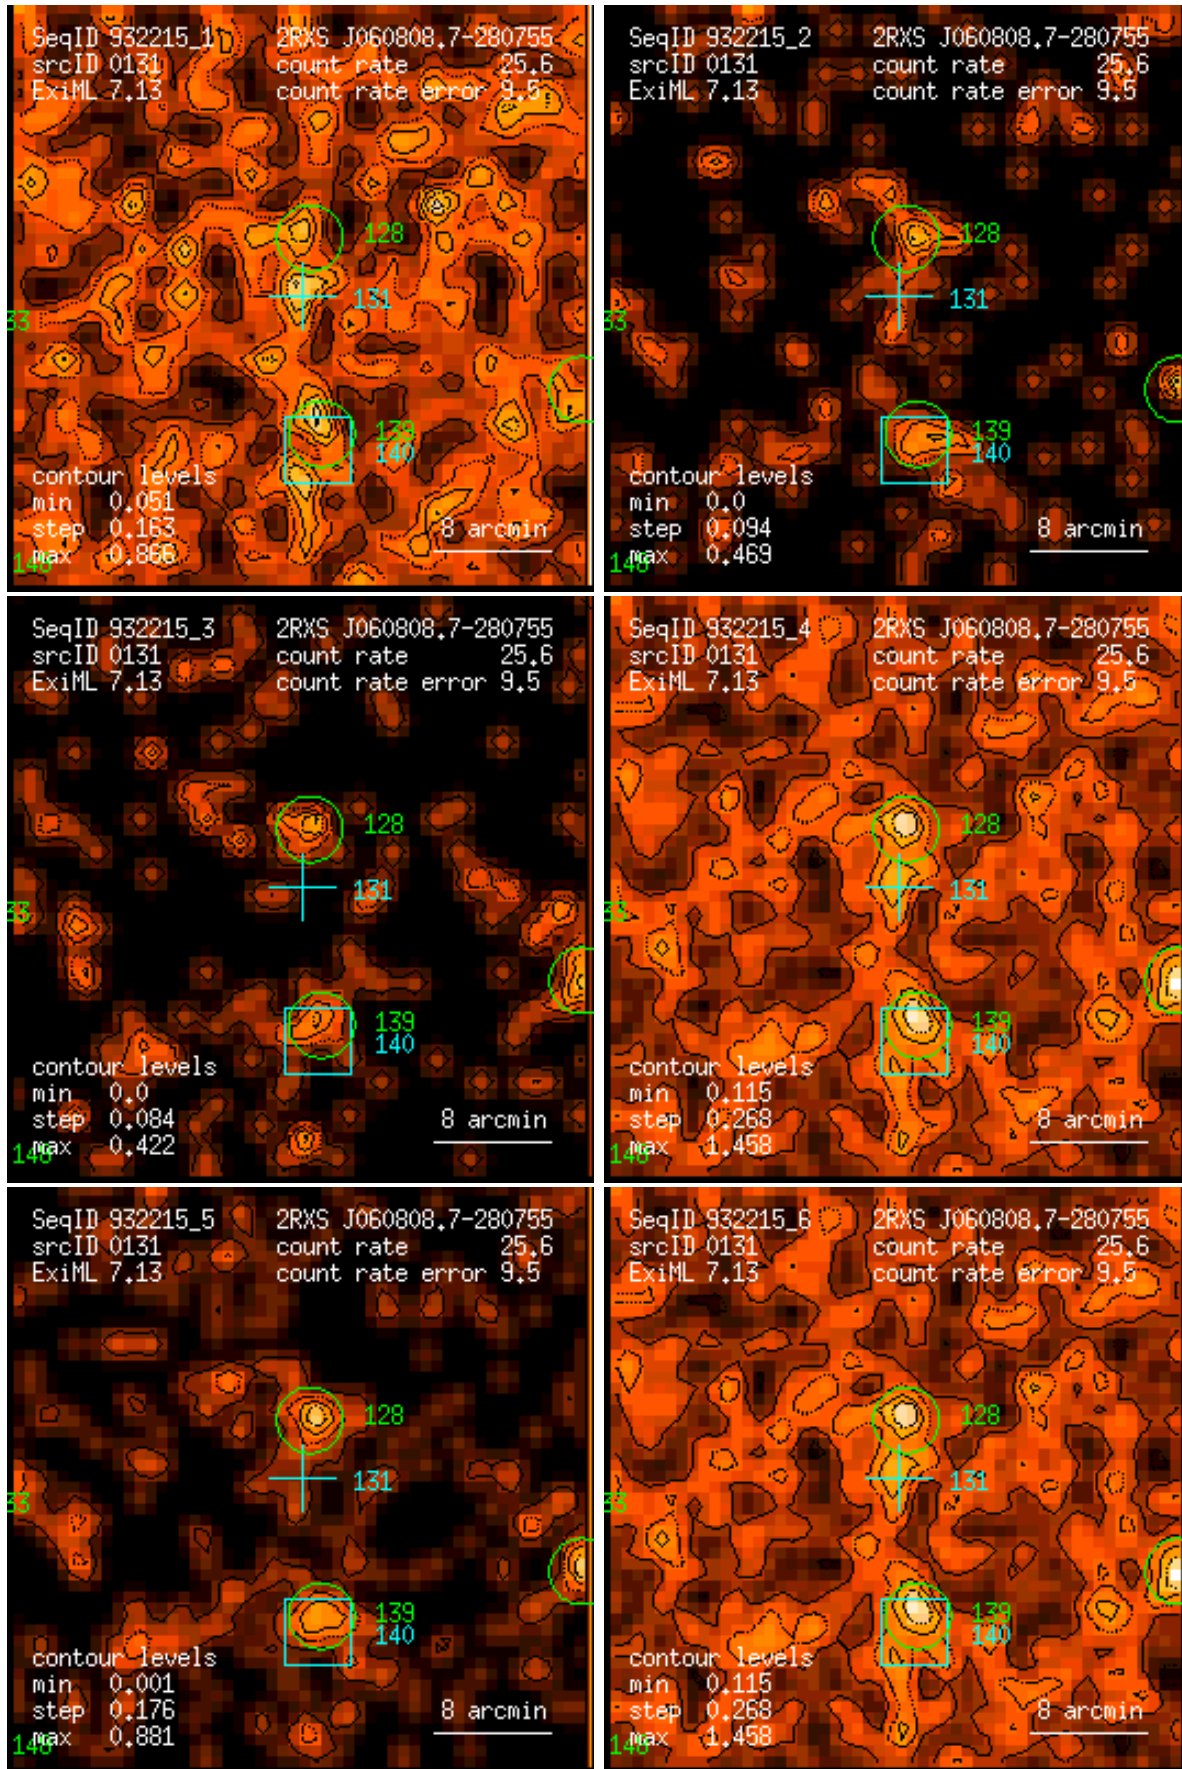 SeqID 932215_1 2RXS J060808.7-280755
srcID 0131 count rate 25.6
ExiML 7.13 count rate error 9.5
128
131
33
139
140
contour levels
min 0.051
step 0.163 8 arcmin
max 0.866
148
SeqID 932215_2 2RXS J060808.7-280755
srcID 0131 count rate 25.6
ExiML 7.13 count rate error 9.5
128
131
33
139
140
contour levels
min 0.0
step 0.094 8 arcmin
max 0.469
148
SeqID 932215_3 2RXS J060808.7-280755
srcID 0131 count rate 25.6
ExiML 7.13 count rate error 9.5
128
131
33
139
140
contour levels
min 0.0
step 0.084 8 arcmin
max 0.422
148
SeqID 932215_4 2RXS J060808.7-280755
srcID 0131 count rate 25.6
ExiML 7.13 count rate error 9.5
128
131
33
139
140
contour levels
min 0.115
step 0.268 8 arcmin
max 1.458
148
SeqID 932215_5 2RXS J060808.7-280755
srcID 0131 count rate 25.6
ExiML 7.13 count rate error 9.5
128
131
33
139
140
contour levels
min 0.001
step 0.176 8 arcmin
max 0.881
148
SeqID 932215_6 2RXS J060808.7-280755
srcID 0131 count rate 25.6
ExiML 7.13 count rate error 9.5
128
131
33
139
140
contour levels
min 0.115
step 0.268 8 arcmin
max 1.458
148